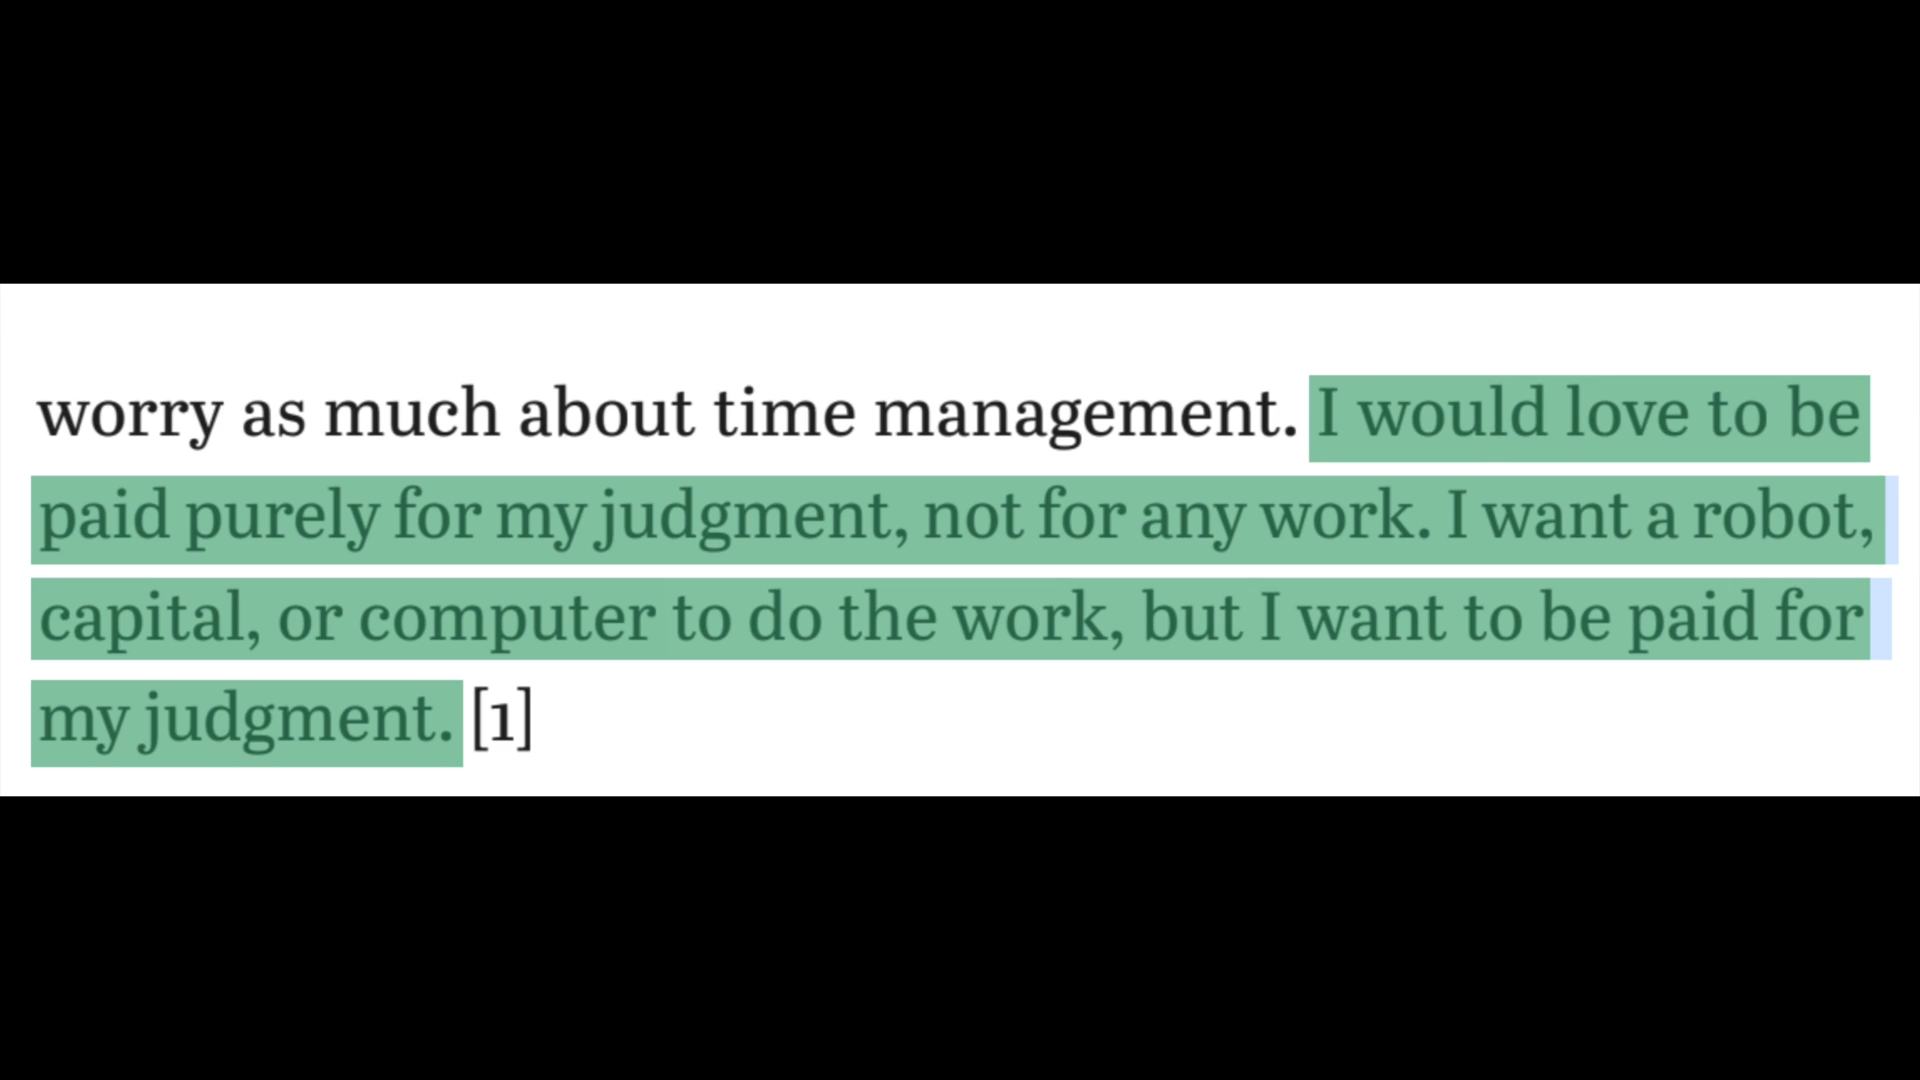 worry as much about time management. I would love to be
paid purely for my judgment, not for any work. I want a robot,
capital, or computer to do the work, but I want to be paid for
my judgment. [1]